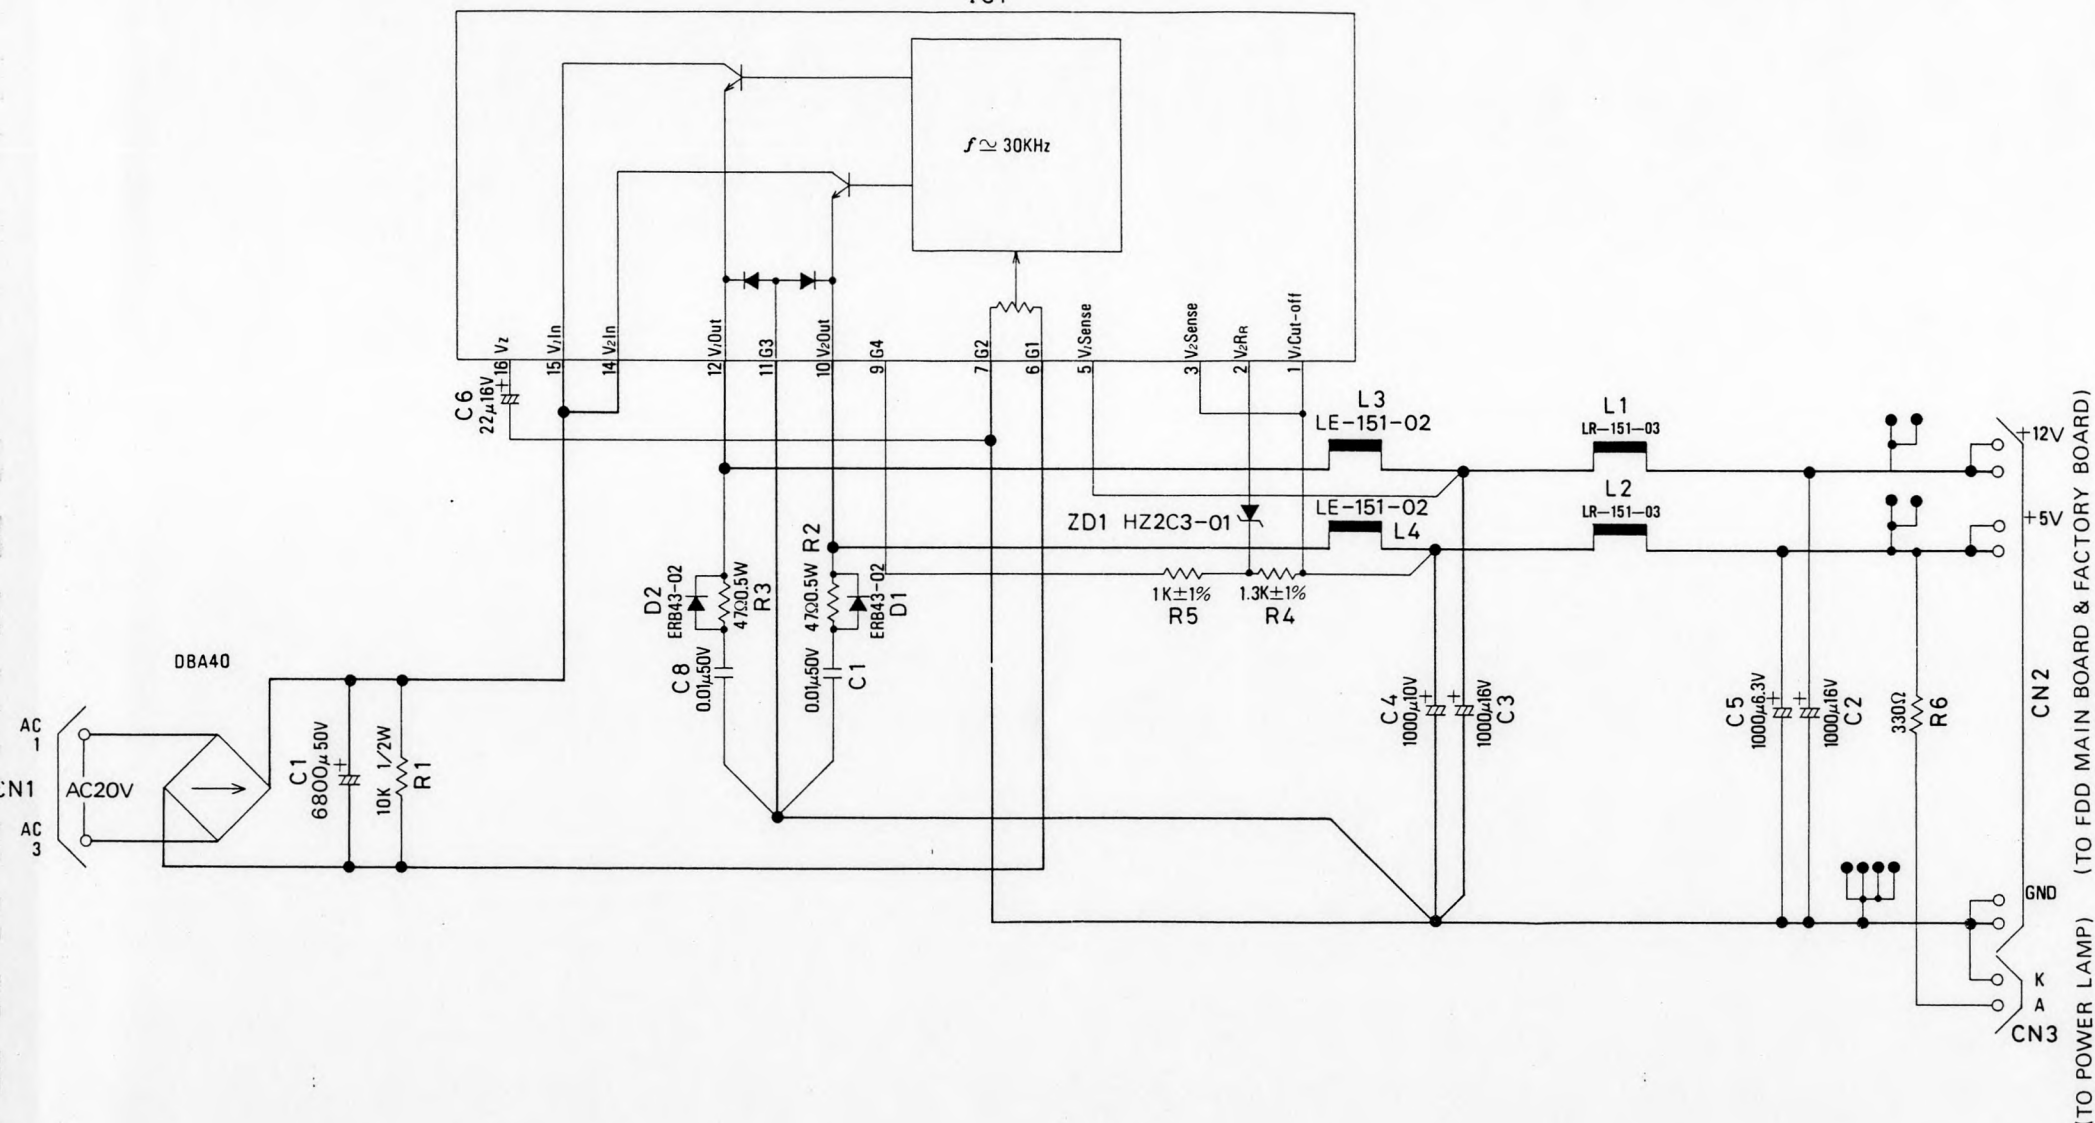 f≃30KHz
16 Vz
15 V1In
14 V2In
12 V1Out
11 G3
10 V2Out
9 G4
7 G2
6 G1
5 V1Sense
3 V2Sense
2 V2RR
1 V1Cut-off
C6
22μ16V
+
L3
LE-151-02
L1
LR-151-03
+12V
LE-151-02
L4
L2
LR-151-03
+5V
ZD1 HZ2C3-01
R2
D2
ERB43-02
47Ω0.5W
R3
47Ω0.5W
ERB43-02
D1
1K±1%
R5
1.3K±1%
R4
DBA40
C8
0.01μ50V
0.01μ50V
C1
C4
1000μ10V
+
+
1000μ16V
C3
C5
1000μ6.3V
+
+
1000μ16V
C2
330Ω
R6
CN2
AC
1
AC20V
AC
3
C1
6800μ50V
+
10K 1/2W
R1
GND
K
A
CN3
(TO FDD MAIN BOARD & FACTORY BOARD)
(TO POWER LAMP)